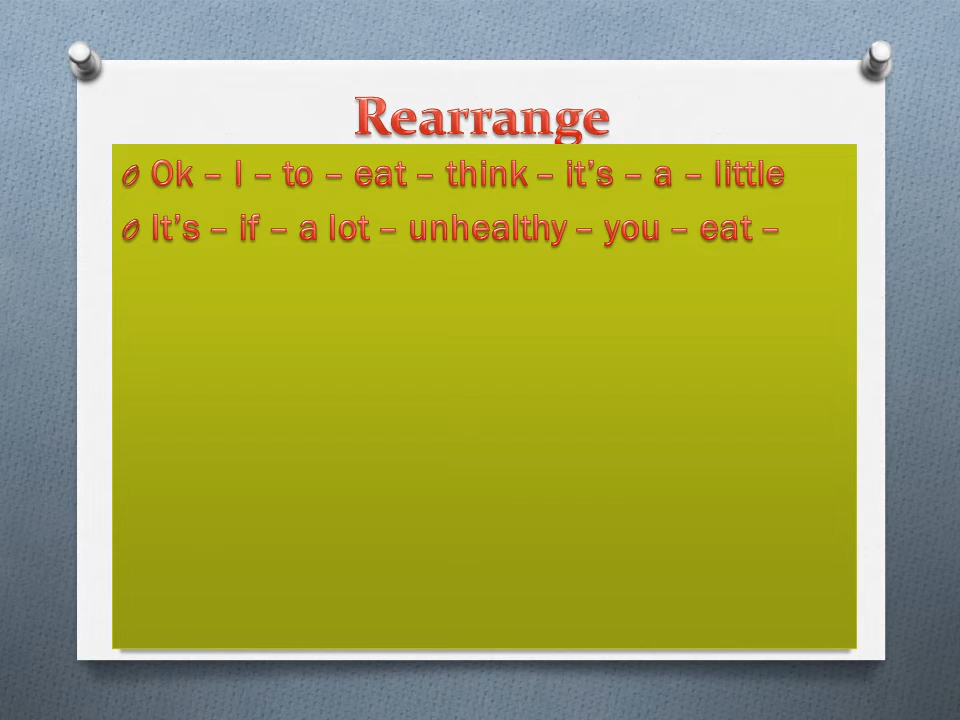 Rearrange
Ok – I – to – eat – think – it’s – a – little
It’s – if – a lot – unhealthy – you – eat –